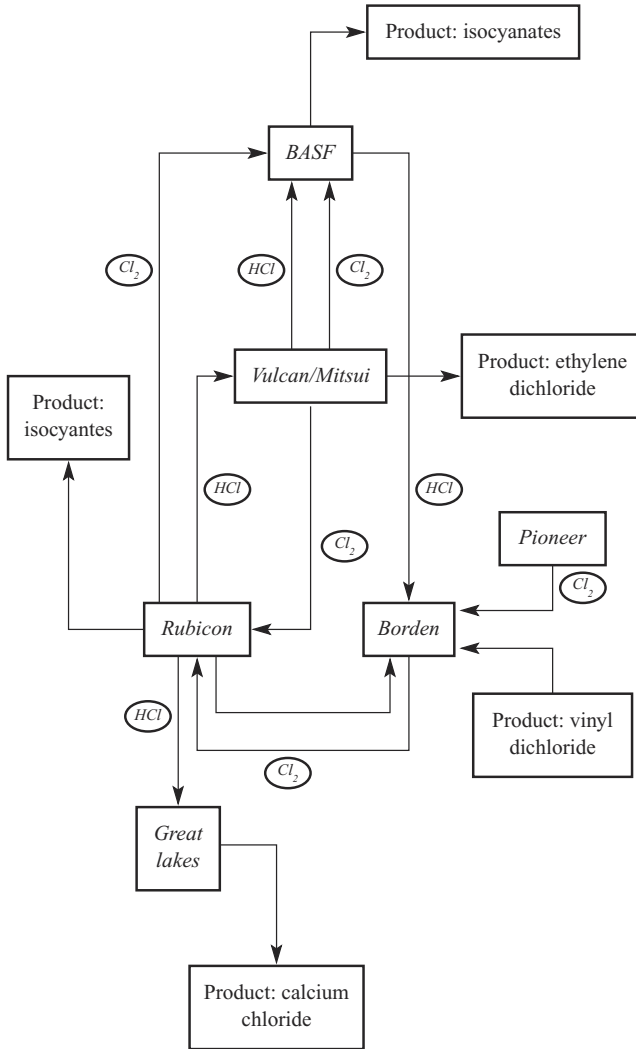 Product: isocyanates
BASF
Cl2
HCl
Cl2
Vulcan/Mitsui
Product: ethylene
dichloride
Product:
isocyantes
HCl
HCl
Cl2
Pioneer
Cl2
Rubicon
Borden
HCl
Product: vinyl
dichloride
Cl2
Great
lakes
Product: calcium
chloride